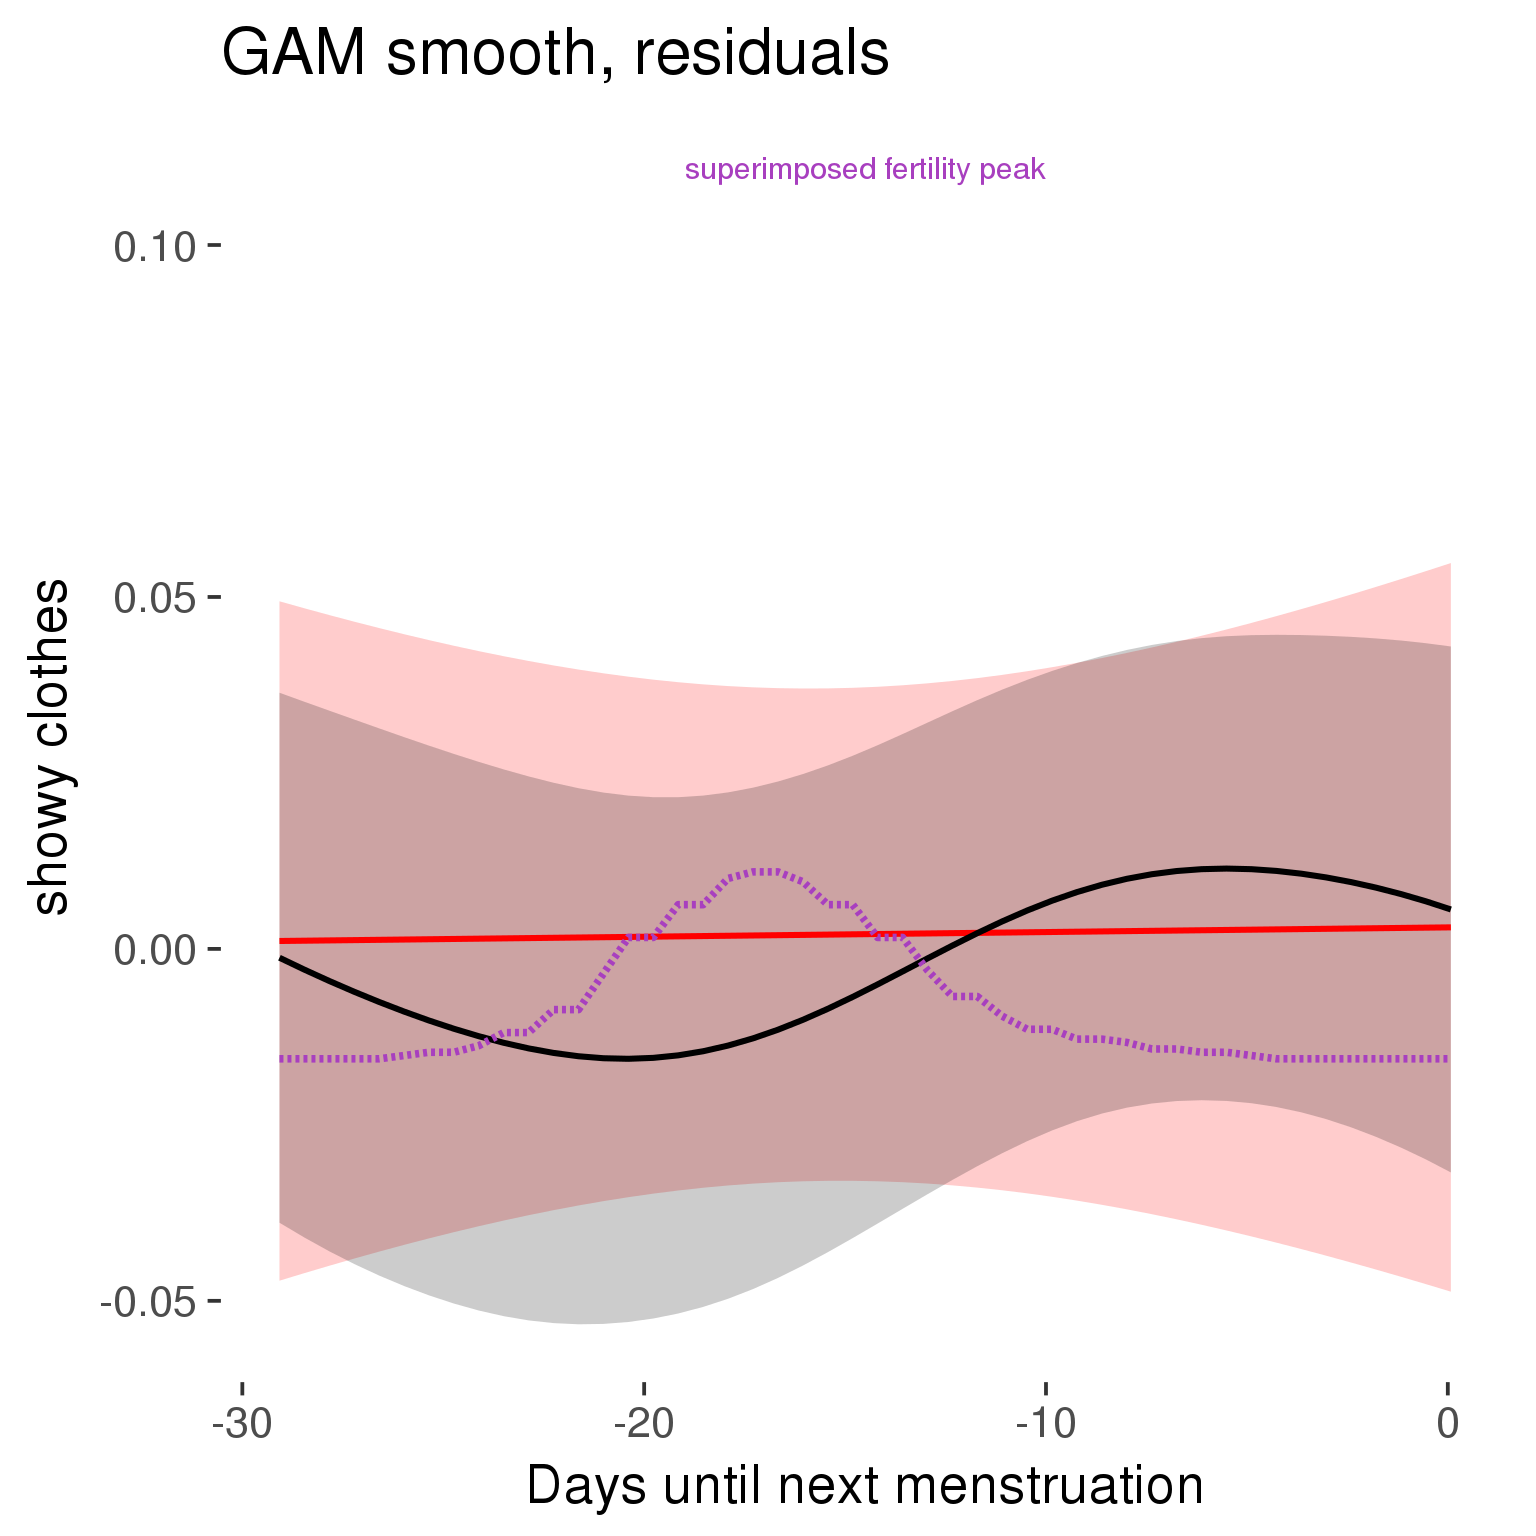 GAM smooth, residuals
superimposed fertility peak
0.10
0.05
0.00
-0.05
showy clothes
-30 -20 -10 0
Days until next menstruation